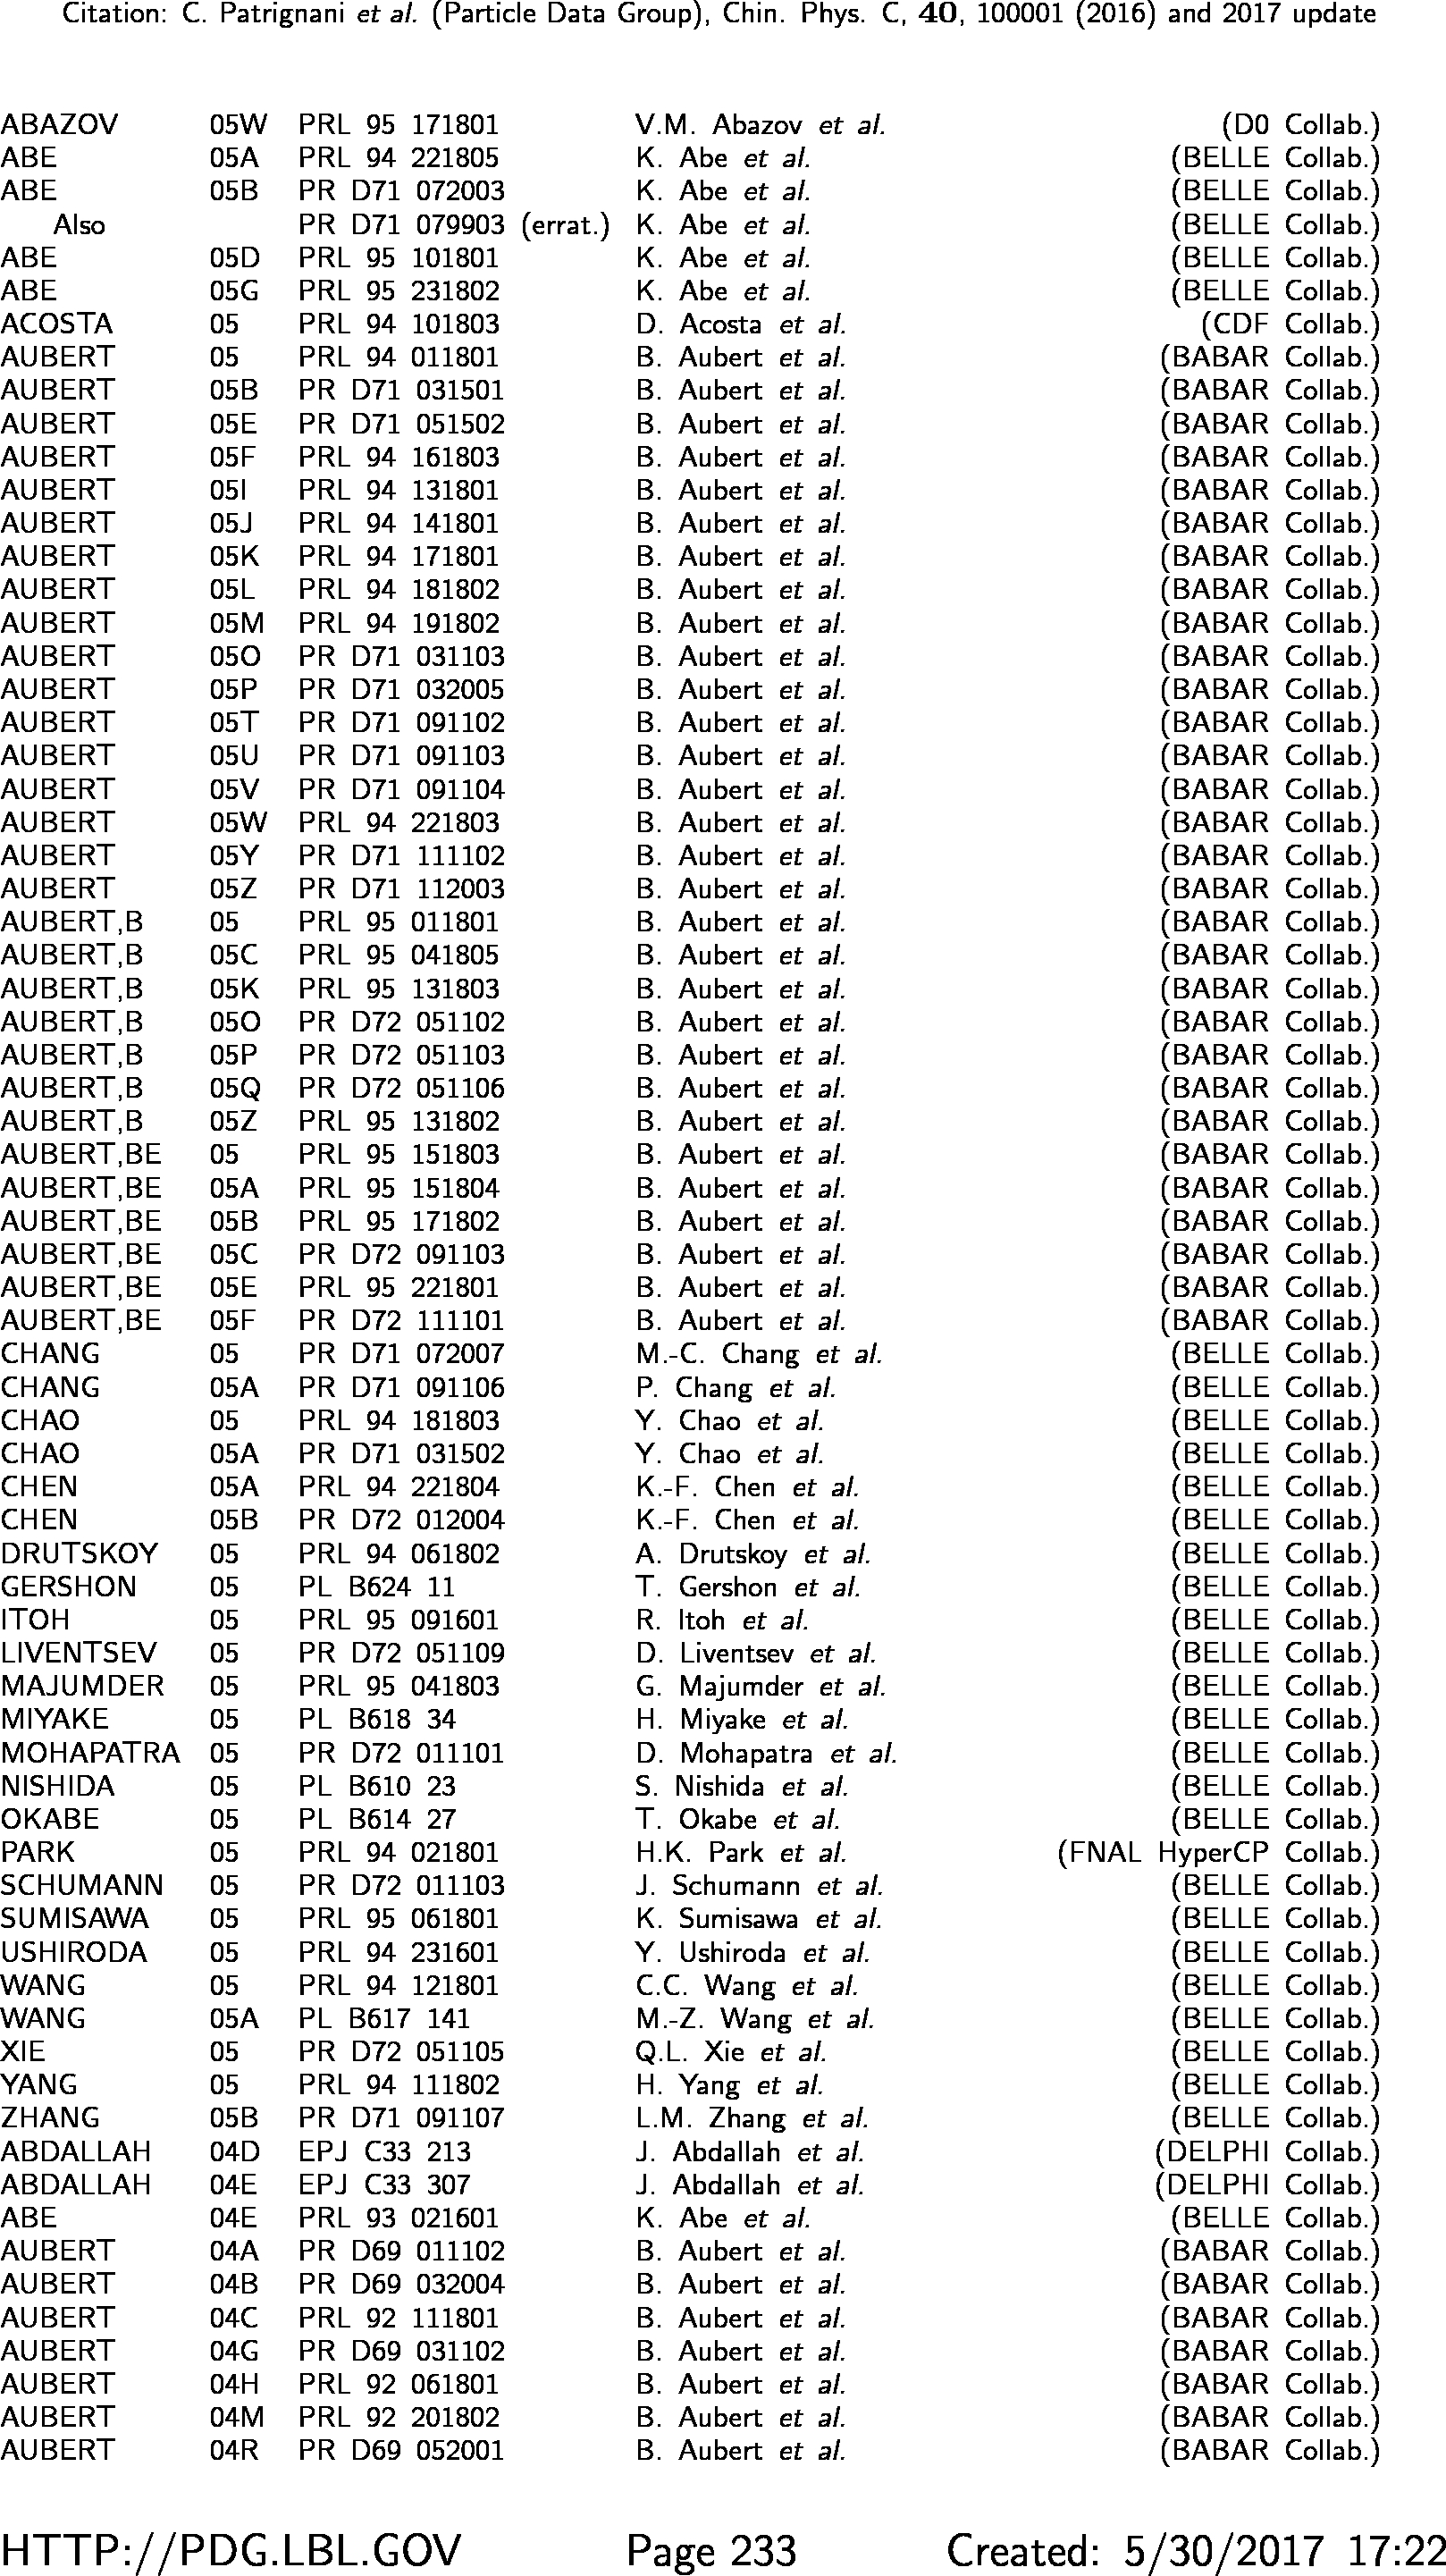 Citation: C. Patrignani et al. (Particle Data Group), Chin. Phys. C, 40, 100001 (2016) and 2017 update
ABAZOV 05W PRL 95 171801 V.M. Abazov et al. (D0 Collab.)
ABE 05A PRL 94 221805 K. Abe et al. (BELLE Collab.)
ABE 05B PR D71 072003 K. Abe et al. (BELLE Collab.)
Also PR D71 079903 (errat.) K. Abe et al. (BELLE Collab.)
ABE 05D PRL 95 101801 K. Abe et al. (BELLE Collab.)
ABE 05G PRL 95 231802 K. Abe et al. (BELLE Collab.)
ACOSTA 05 PRL 94 101803 D. Acosta et al. (CDF Collab.)
AUBERT 05 PRL 94 011801 B. Aubert et al. (BABAR Collab.)
AUBERT 05B PR D71 031501 B. Aubert et al. (BABAR Collab.)
AUBERT 05E PR D71 051502 B. Aubert et al. (BABAR Collab.)
AUBERT 05F PRL 94 161803 B. Aubert et al. (BABAR Collab.)
AUBERT 05I PRL 94 131801 B. Aubert et al. (BABAR Collab.)
AUBERT 05J PRL 94 141801 B. Aubert et al. (BABAR Collab.)
AUBERT 05K PRL 94 171801 B. Aubert et al. (BABAR Collab.)
AUBERT 05L PRL 94 181802 B. Aubert et al. (BABAR Collab.)
AUBERT 05M PRL 94 191802 B. Aubert et al. (BABAR Collab.)
AUBERT 05O PR D71 031103 B. Aubert et al. (BABAR Collab.)
AUBERT 05P PR D71 032005 B. Aubert et al. (BABAR Collab.)
AUBERT 05T PR D71 091102 B. Aubert et al. (BABAR Collab.)
AUBERT 05U PR D71 091103 B. Aubert et al. (BABAR Collab.)
AUBERT 05V PR D71 091104 B. Aubert et al. (BABAR Collab.)
AUBERT 05W PRL 94 221803 B. Aubert et al. (BABAR Collab.)
AUBERT 05Y PR D71 111102 B. Aubert et al. (BABAR Collab.)
AUBERT 05Z PR D71 112003 B. Aubert et al. (BABAR Collab.)
AUBERT,B 05 PRL 95 011801 B. Aubert et al. (BABAR Collab.)
AUBERT,B 05C PRL 95 041805 B. Aubert et al. (BABAR Collab.)
AUBERT,B 05K PRL 95 131803 B. Aubert et al. (BABAR Collab.)
AUBERT,B 05O PR D72 051102 B. Aubert et al. (BABAR Collab.)
AUBERT,B 05P PR D72 051103 B. Aubert et al. (BABAR Collab.)
AUBERT,B 05Q PR D72 051106 B. Aubert et al. (BABAR Collab.)
AUBERT,B 05Z PRL 95 131802 B. Aubert et al. (BABAR Collab.)
AUBERT,BE 05 PRL 95 151803 B. Aubert et al. (BABAR Collab.)
AUBERT,BE 05A PRL 95 151804 B. Aubert et al. (BABAR Collab.)
AUBERT,BE 05B PRL 95 171802 B. Aubert et al. (BABAR Collab.)
AUBERT,BE 05C PR D72 091103 B. Aubert et al. (BABAR Collab.)
AUBERT,BE 05E PRL 95 221801 B. Aubert et al. (BABAR Collab.)
AUBERT,BE 05F PR D72 111101 B. Aubert et al. (BABAR Collab.)
CHANG 05 PR D71 072007 M.-C. Chang et al. (BELLE Collab.)
CHANG 05A PR D71 091106 P. Chang et al. (BELLE Collab.)
CHAO 05 PRL 94 181803 Y. Chao et al. (BELLE Collab.)
CHAO 05A PR D71 031502 Y. Chao et al. (BELLE Collab.)
CHEN 05A PRL 94 221804 K.-F. Chen et al. (BELLE Collab.)
CHEN 05B PR D72 012004 K.-F. Chen et al. (BELLE Collab.)
DRUTSKOY 05 PRL 94 061802 A. Drutskoy et al. (BELLE Collab.)
GERSHON 05 PL B624 11 T. Gershon et al. (BELLE Collab.)
ITOH 05 PRL 95 091601 R. Itoh et al. (BELLE Collab.)
LIVENTSEV 05 PR D72 051109 D. Liventsev et al. (BELLE Collab.)
MAJUMDER 05 PRL 95 041803 G. Majumder et al. (BELLE Collab.)
MIYAKE 05 PL B618 34 H. Miyake et al. (BELLE Collab.)
MOHAPATRA 05 PR D72 011101 D. Mohapatra et al. (BELLE Collab.)
NISHIDA 05 PL B610 23 S. Nishida et al. (BELLE Collab.)
OKABE 05 PL B614 27 T. Okabe et al. (BELLE Collab.)
PARK 05 PRL 94 021801 H.K. Park et al. (FNAL HyperCP Collab.)
SCHUMANN 05 PR D72 011103 J. Schumann et al. (BELLE Collab.)
SUMISAWA 05 PRL 95 061801 K. Sumisawa et al. (BELLE Collab.)
USHIRODA 05 PRL 94 231601 Y. Ushiroda et al. (BELLE Collab.)
WANG 05 PRL 94 121801 C.C. Wang et al. (BELLE Collab.)
WANG 05A PL B617 141 M.-Z. Wang et al. (BELLE Collab.)
XIE 05 PR D72 051105 Q.L. Xie et al. (BELLE Collab.)
YANG 05 PRL 94 111802 H. Yang et al. (BELLE Collab.)
ZHANG 05B PR D71 091107 L.M. Zhang et al. (BELLE Collab.)
ABDALLAH 04D EPJ C33 213 J. Abdallah et al. (DELPHI Collab.)
ABDALLAH 04E EPJ C33 307 J. Abdallah et al. (DELPHI Collab.)
ABE 04E PRL 93 021601 K. Abe et al. (BELLE Collab.)
AUBERT 04A PR D69 011102 B. Aubert et al. (BABAR Collab.)
AUBERT 04B PR D69 032004 B. Aubert et al. (BABAR Collab.)
AUBERT 04C PRL 92 111801 B. Aubert et al. (BABAR Collab.)
AUBERT 04G PR D69 031102 B. Aubert et al. (BABAR Collab.)
AUBERT 04H PRL 92 061801 B. Aubert et al. (BABAR Collab.)
AUBERT 04M PRL 92 201802 B. Aubert et al. (BABAR Collab.)
AUBERT 04R PR D69 052001 B. Aubert et al. (BABAR Collab.)
HTTP://PDG.LBL.GOV Page 233 Created: 5/30/2017 17:22